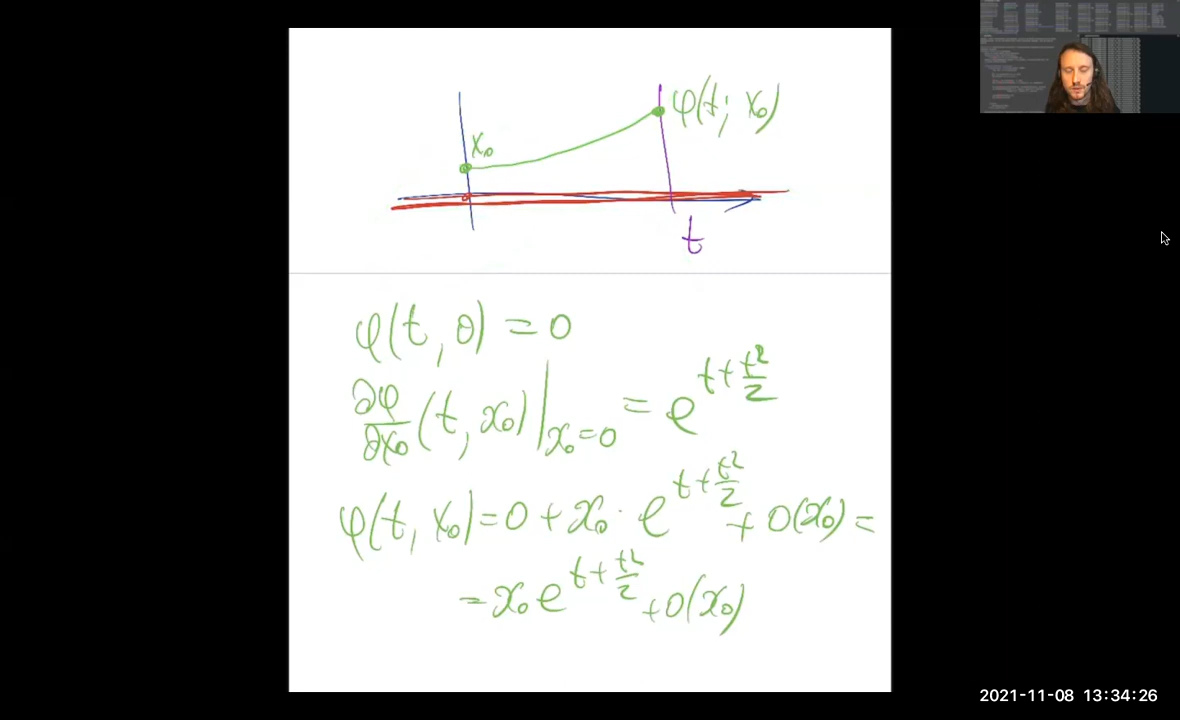 x₀
φ(t; x₀)
t
φ(t, 0) = 0
∂φ/∂x₀ (t, x₀)|x₀=0 = e^(t+t²/2)
φ(t, x₀) = 0 + x₀ · e^(t+t²/2) + o(x₀) =
= x₀ e^(t+t²/2) + o(x₀)
2021-11-08 13:34:26